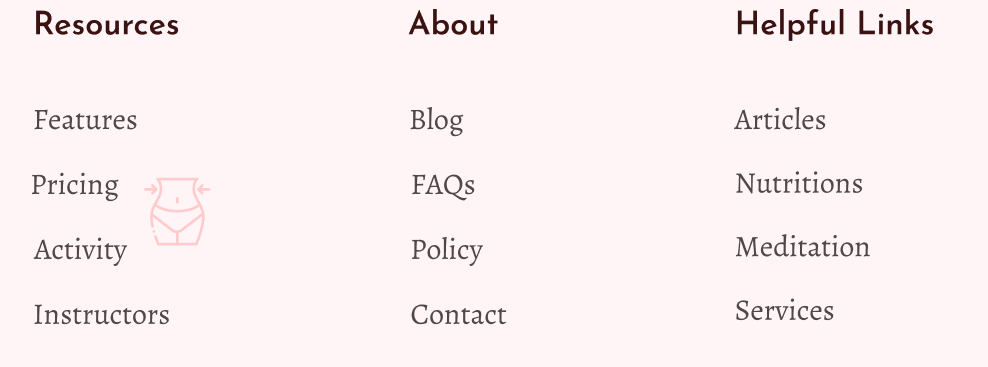 Resources
Features
Pricing
Activity
Instructors
About
Blog
FAQs
Policy
Contact
Helpful Links
Articles
Nutritions
Meditation
Services